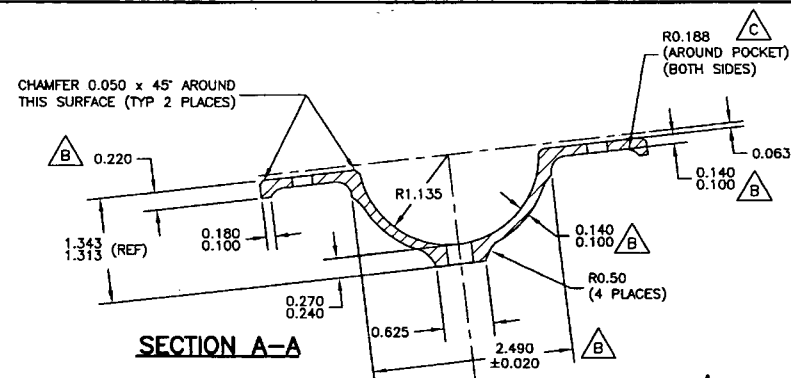 R0.188
(AROUND POCKET)
(BOTH SIDES)
C
CHAMFER 0.050 x 45° AROUND
THIS SURFACE (TYP 2 PLACES)
B 0.220
0.063
0.140
0.100 B
R1.135
1.343
1.313 (REF)
0.180
0.100
0.140
0.100 B
R0.50
(4 PLACES)
0.270
0.240
0.625
2.490
±0.020
B
SECTION A-A